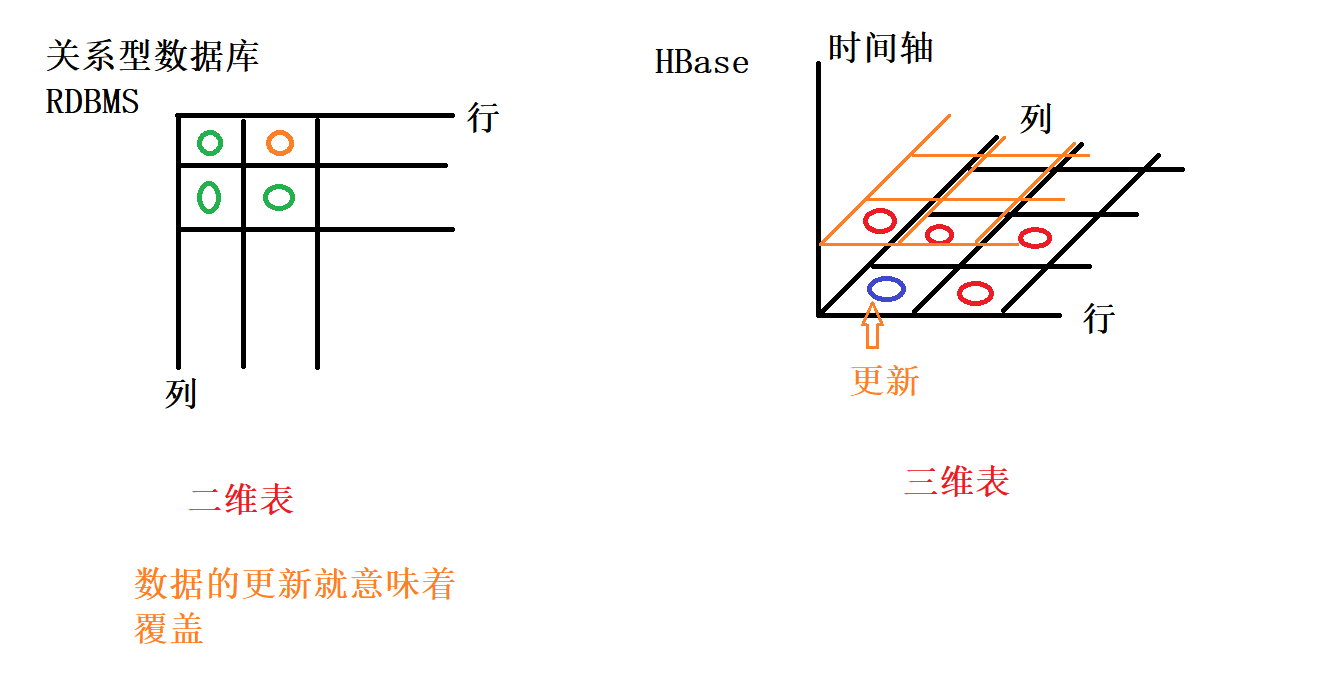 关系型数据库
RDBMS
行
列
二维表
数据的更新就意味着
覆盖
HBase
时间轴
列
行
更新
三维表